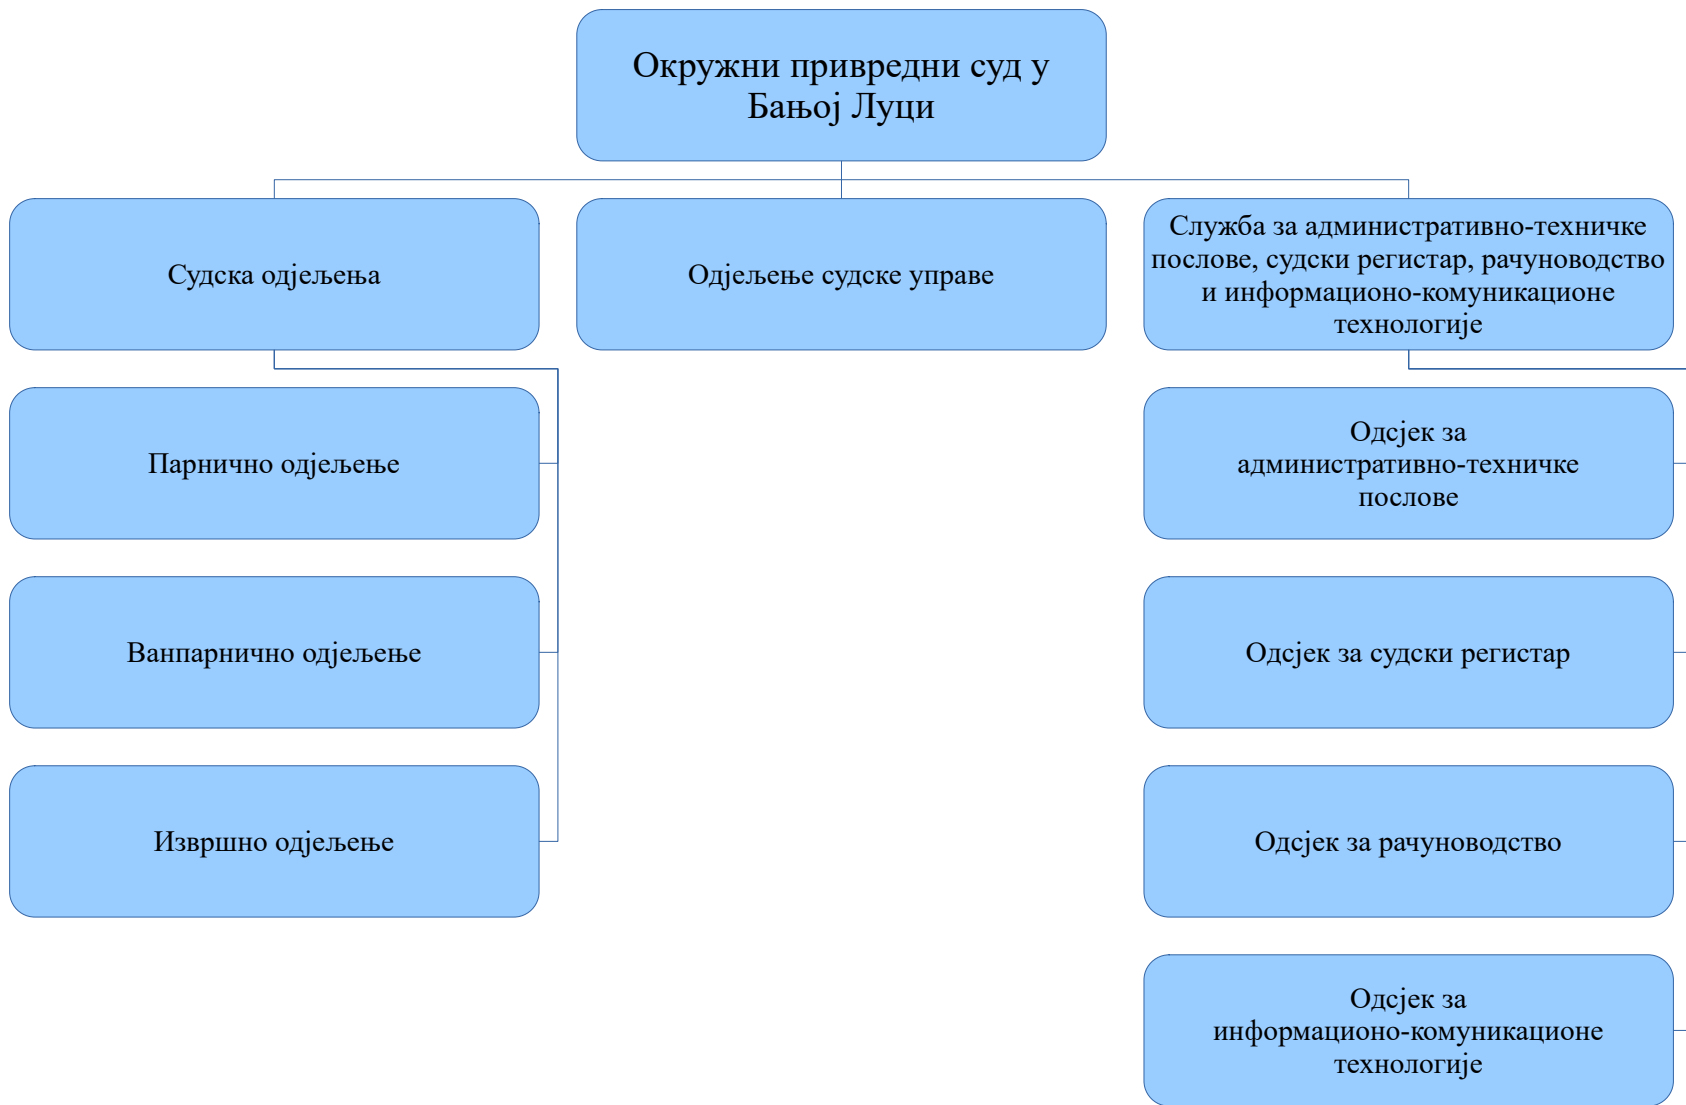 Окружни привредни суд у
Бањој Луци
Судска одјељења
Одјељење судске управе
Служба за административно-техничке
послове, судски регистар, рачуноводство
и информационо-комуникационе
технологије
Парнично одјељење
Одсјек за
административно-техничке
послове
Ванпарнично одјељење
Одсјек за судски регистар
Извршно одјељење
Одсјек за рачуноводство
Одсјек за
информационо-комуникационе
технологије